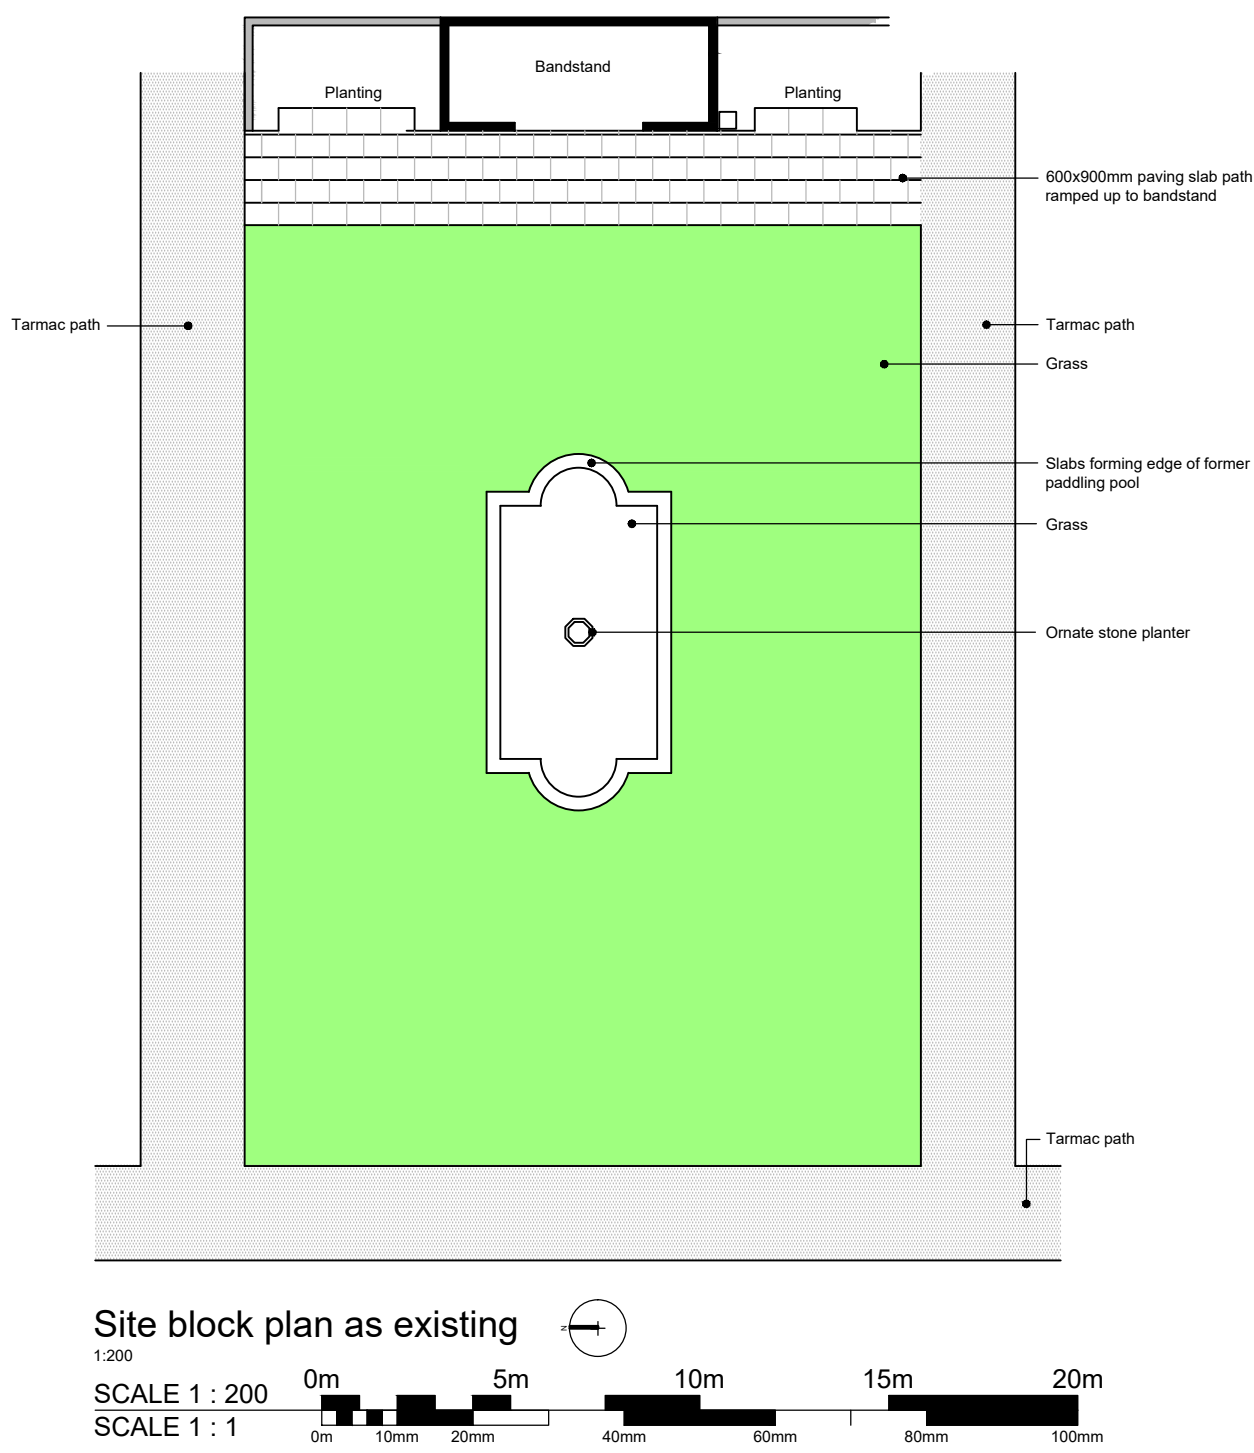 Bandstand
Planting
Planting
600x900mm paving slab path
ramped up to bandstand
Tarmac path
Tarmac path
Grass
Slabs forming edge of former
paddling pool
Grass
Ornate stone planter
Tarmac path
Site block plan as existing
N
1:200
SCALE 1 : 200
0m 5m 10m 15m 20m
SCALE 1 : 1
0m 10mm 20mm 40mm 60mm 80mm 100mm